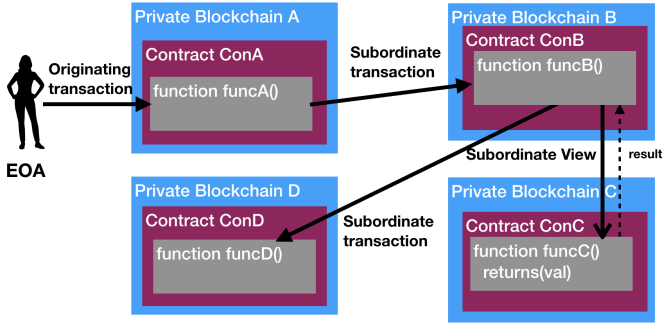 Private Blockchain A
Contract ConA
function funcA()
Originating
transaction
EOA
Subordinate
transaction
Private Blockchain B
Contract ConB
function funcB()
Subordinate View
result
Private Blockchain D
Contract ConD
function funcD()
Subordinate
transaction
Private Blockchain C
Contract ConC
function funcC()
returns(val)